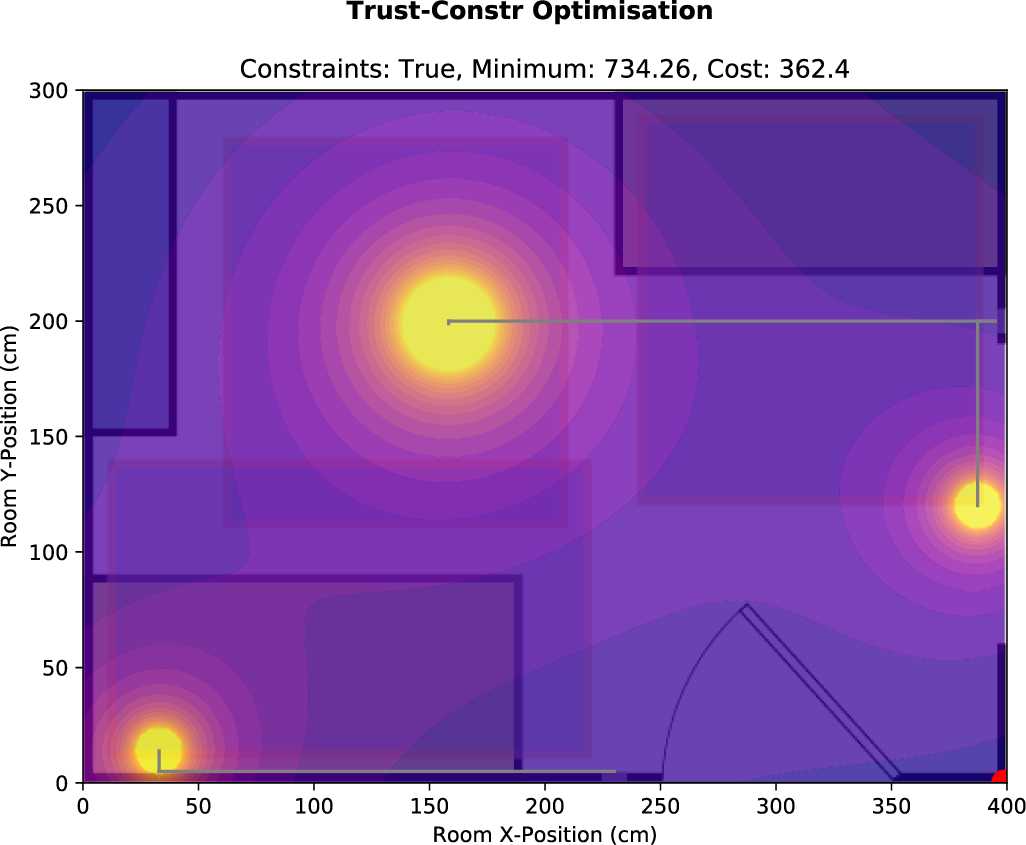 Trust-Constr Optimisation
Constraints: True, Minimum: 734.26, Cost: 362.4
300
250
200
150
100
50
0
Room Y-Position (cm)
0 50 100 150 200 250 300 350 400
Room X-Position (cm)